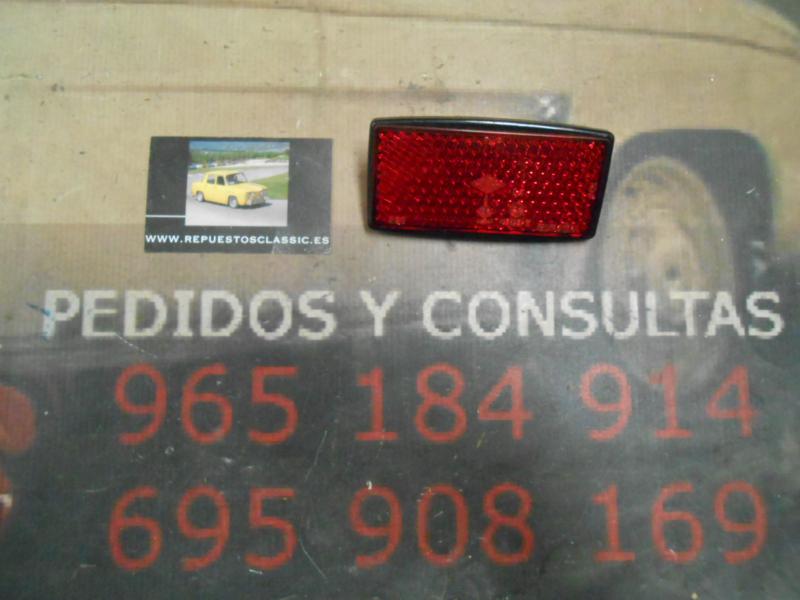 WWW.REPUESTOSCLASSIC.ES
PEDIDOS Y CONSULTAS
965 184 914
695 908 169